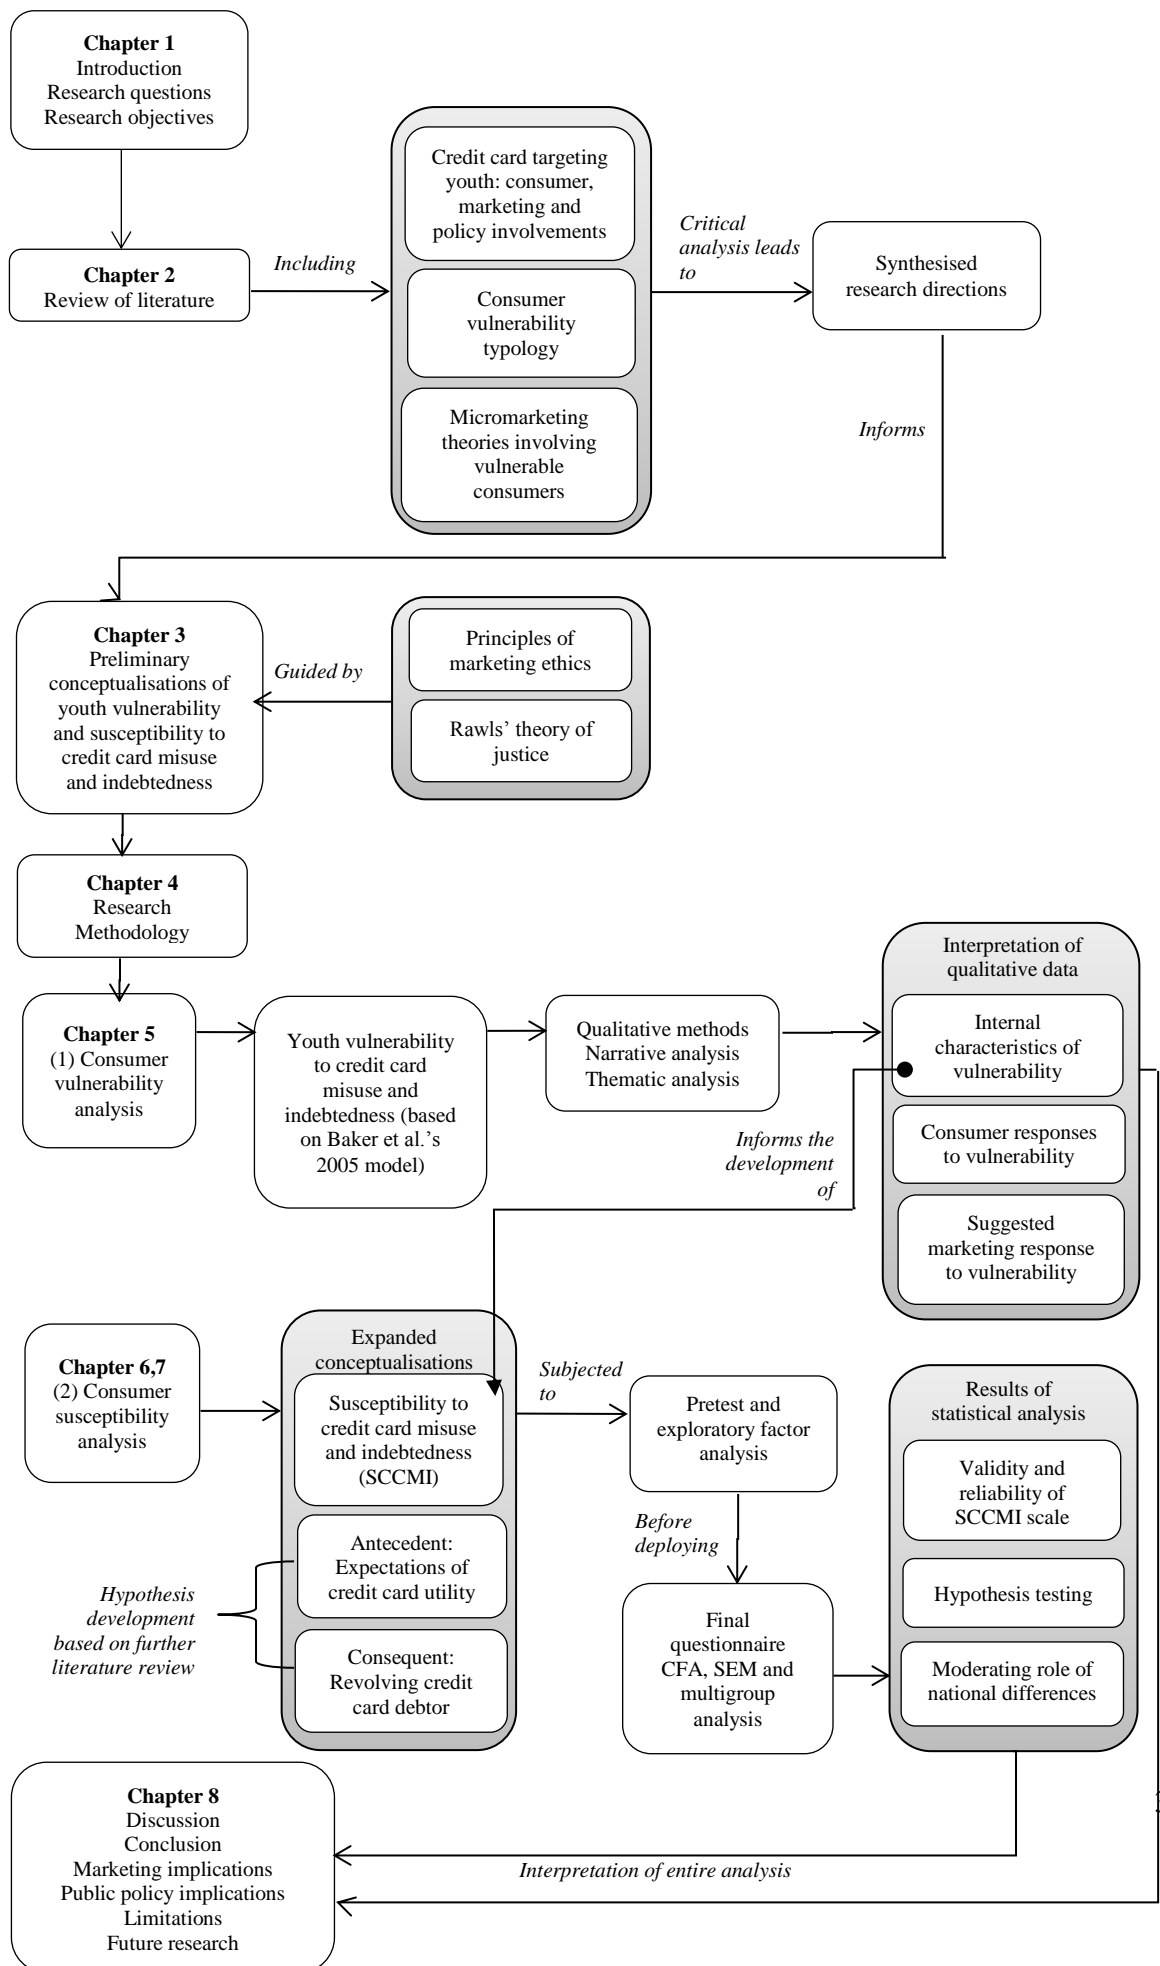 Chapter 1
Introduction
Research questions
Research objectives
Chapter 2
Review of literature
Including
Credit card targeting
youth: consumer,
marketing and
policy involvements
Consumer
vulnerability
typology
Micromarketing
theories involving
vulnerable
consumers
Critical
analysis leads
to
Synthesised
research directions
Informs
Chapter 3
Preliminary
conceptualisations of
youth vulnerability
and susceptibility to
credit card misuse
and indebtedness
Guided by
Principles of
marketing ethics
Rawls’ theory of
justice
Chapter 4
Research
Methodology
Chapter 5
(1) Consumer
vulnerability
analysis
Youth vulnerability
to credit card
misuse and
indebtedness (based
on Baker et al.’s
2005 model)
Qualitative methods
Narrative analysis
Thematic analysis
Interpretation of
qualitative data
Internal
characteristics of
vulnerability
Consumer responses
to vulnerability
Suggested
marketing response
to vulnerability
Informs the
development
of
Chapter 6,7
(2) Consumer
susceptibility
analysis
Expanded
conceptualisations
Susceptibility to
credit card misuse
and indebtedness
(SCCMI)
Antecedent:
Expectations of
credit card utility
Consequent:
Revolving credit
card debtor
Hypothesis
development
based on further
literature review
Subjected
to
Pretest and
exploratory factor
analysis
Before
deploying
Final
questionnaire
CFA, SEM and
multigroup
analysis
Results of
statistical analysis
Validity and
reliability of
SCCMI scale
Hypothesis testing
Moderating role of
national differences
Chapter 8
Discussion
Conclusion
Marketing implications
Public policy implications
Limitations
Future research
Interpretation of entire analysis